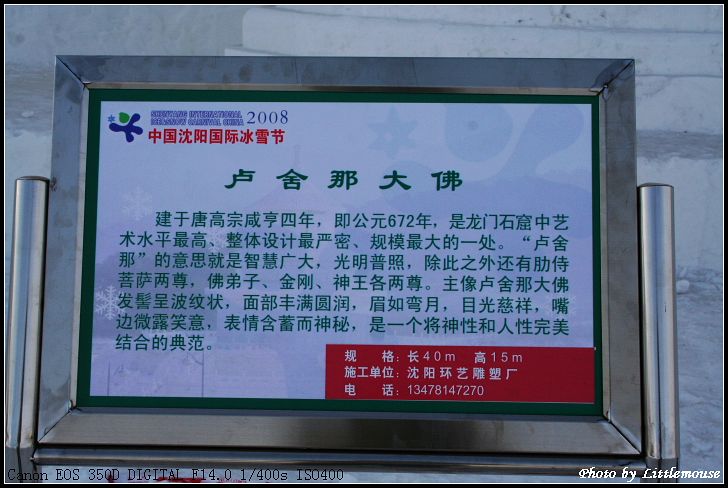 SHENYANG INTERNATIONAL
ICE&SNOW CARNIVAL CHINA 2008
中国沈阳国际冰雪节
卢舍那大佛
建于唐高宗咸亨四年，即公元672年，是龙门石窟中艺
术水平最高、整体设计最严密、规模最大的一处。“卢舍
那”的意思就是智慧广大，光明普照，除此之外还有肋侍
菩萨两尊，佛弟子、金刚、神王各两尊。主像卢舍那大佛
发髻呈波纹状，面部丰满圆润，眉如弯月，目光慈祥，嘴
边微露笑意，表情含蓄而神秘，是一个将神性和人性完美
结合的典范。
规 格：长40m 高15m
施工单位：沈阳环艺雕塑厂
电 话：13478147270
Canon EOS 350D DIGITAL F14.0 1/400s ISO400
Photo by Littlemouse